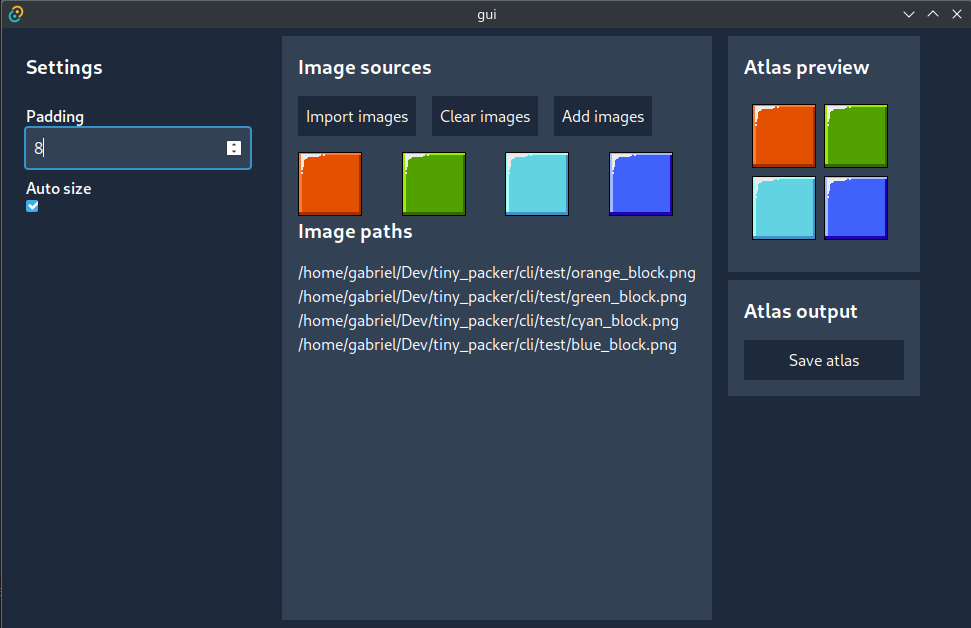 gui
Settings
Padding
8
Auto size
Image sources
Import images
Clear images
Add images
Image paths
/home/gabriel/Dev/tiny_packer/cli/test/orange_block.png
/home/gabriel/Dev/tiny_packer/cli/test/green_block.png
/home/gabriel/Dev/tiny_packer/cli/test/cyan_block.png
/home/gabriel/Dev/tiny_packer/cli/test/blue_block.png
Atlas preview
Atlas output
Save atlas